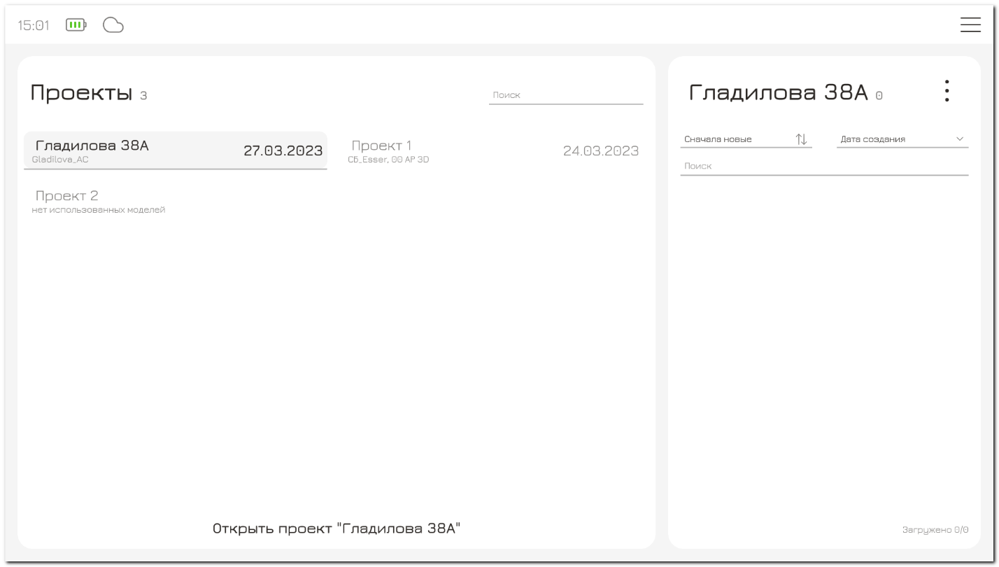 15:01
Проекты 3
Поиск
Гладилова 38А
Gladilova_AC
27.03.2023
Проект 1
СБ_Esser, 00 АР 3D
24.03.2023
Проект 2
нет использованных моделей
Открыть проект "Гладилова 38А"
Гладилова 38А 0
Сначала новые
Дата создания
Поиск
Загружено 0/0